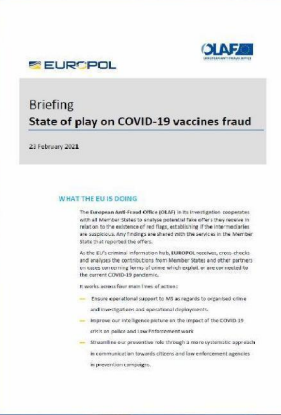 OLAF
EUROPEAN ANTI-FRAUD OFFICE
EUROPOL
Briefing
State of play on COVID-19 vaccines fraud
23 February 2021
WHAT THE EU IS DOING
The European Anti-Fraud Office (OLAF) in its investigation cooperates
with all Member States to analyse potential fake offers they receive in
relation to the existence of red flags, establishing if the intermediaries
are suspicious. Any findings are shared with the services in the Member
State that reported the offers.
As the EU's criminal information hub, EUROPOL receives, cross checks
and analyses the contributions from Member States and other partners
on cases concerning forms of crime which exploit or are connected to
the current COVID-19 pandemic.
It works across four main lines of action:
— Ensure operational support to MS as regards to organised crime
and investigations and operational deployments.
— Improve our intelligence picture on the impact of the COVID-19
crisis on police and Law Enforcement work
— Streamline our preventive role through a more systematic approach
in communication towards citizens and law enforcement agencies
in prevention campaigns.